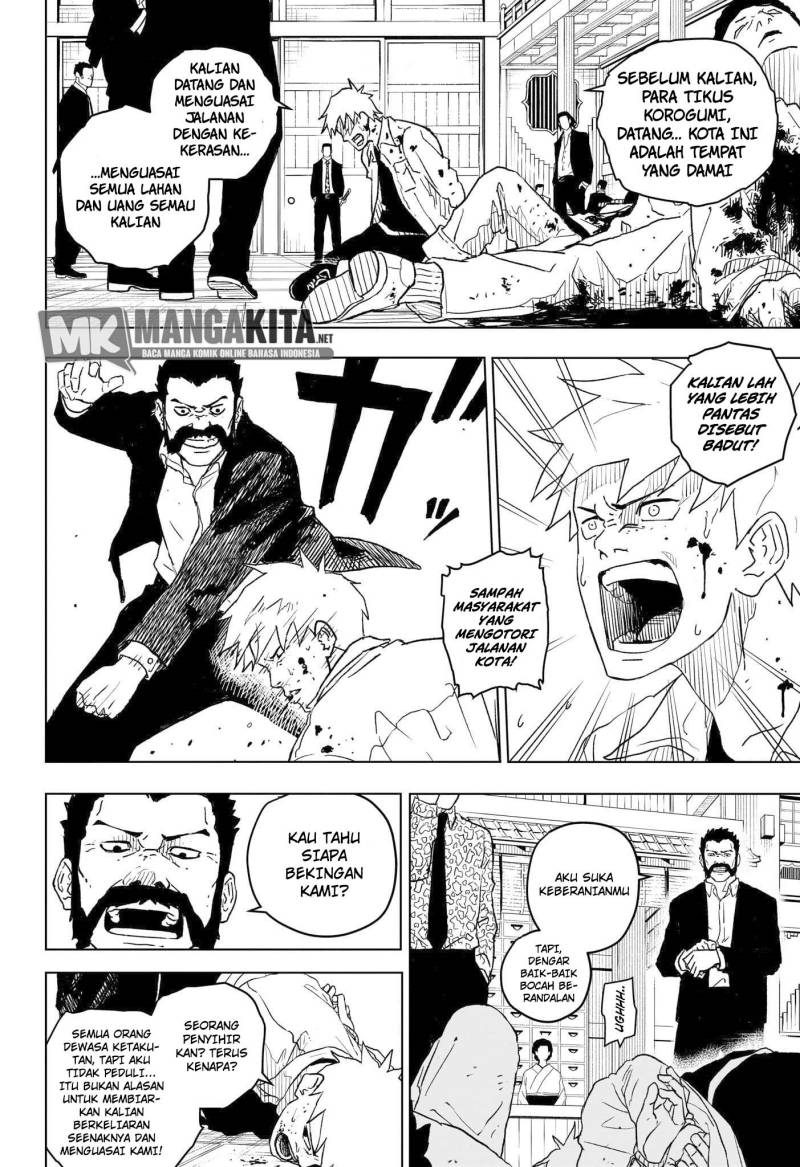 SEBELUM KALIAN,
PARA TIKUS
KOROGUMI,
DATANG... KOTA INI
ADALAH TEMPAT
YANG DAMAI
KALIAN
DATANG DAN
MENGUASAI
JALANAN
DENGAN KE-
KERASAN...
...MENGUASAI
SEMUA LAHAN
DAN UANG SEMAU
KALIAN
MK MANGAKITA.NET
BACA MANGA KOMIK ONLINE BAHASA INDONESIA
KALIAN LAH
YANG LEBIH
PANTAS
DISEBUT
BADUT!
SAMPAH
MASYARAKAT
YANG
MENGOTORI
JALANAN
KOTA!
ガッ
AKU SUKA
KEBERANIANMU
TAPI,
DENGAR
BAIK-BAIK
BOCAH BE-
RANDALAN
UGHHH..
KAU TAHU
SIAPA
BEKINGAN
KAMI?
SEORANG
PENYIHIR
KAN? TERUS
KENAPA?
SEMUA ORANG
DEWASA KETAKU-
TAN, TAPI AKU
TIDAK PEDULI...
ITU BUKAN ALASAN
UNTUK MEMBIAR-
KAN KALIAN
BERKELIARAN
SEENAKNYA DAN
MENGUASAI KAMI!